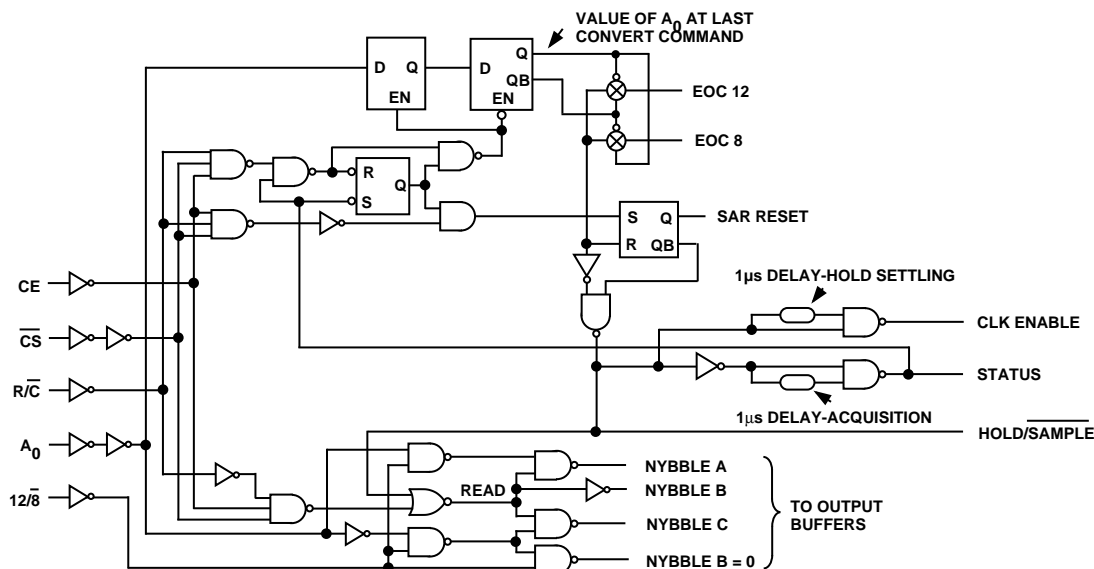 VALUE OF A0 AT LAST
CONVERT COMMAND
D Q
EN
D Q
QB
EN
EOC 12
EOC 8
R
Q
S
S Q
R QB
SAR RESET
CE
1µs DELAY-HOLD SETTLING
CLK ENABLE
CS
R/C
STATUS
1µs DELAY-ACQUISITION
A0
HOLD/SAMPLE
12/8
READ
NYBBLE A
NYBBLE B
NYBBLE C
NYBBLE B = 0
TO OUTPUT
BUFFERS